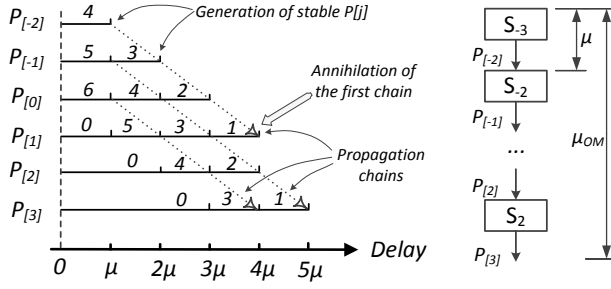 P[-2] 4 Generation of stable P[j]
P[-1] 5 3
Annihilation of
the first chain
P[0] 6 4 2
P[1] 0 5 3 1
P[2] 0 4 2
Propagation
chains
P[3] 0 3 1
Delay
0 μ 2μ 3μ 4μ 5μ
S-3
P[-2]
μ
S-2
P[-1]
...
μOM
P[2]
S2
P[3]